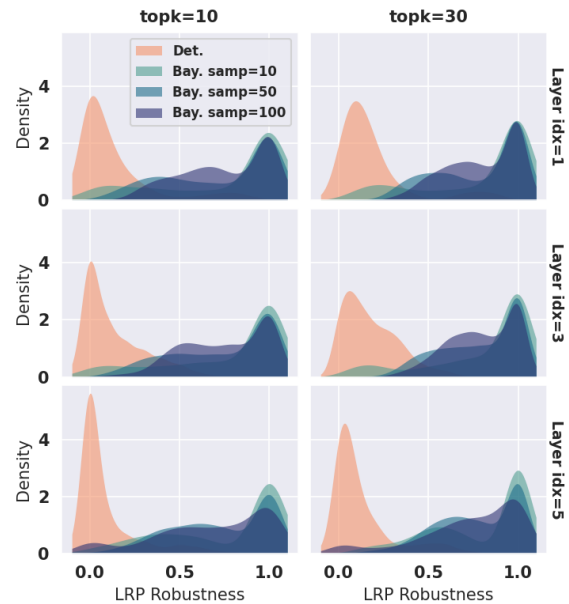 topk=10
topk=30
Det.
Bay. samp=10
Bay. samp=50
Bay. samp=100
Density
4
2
0
Layer idx=1
Density
4
2
0
Layer idx=3
Density
4
2
0
Layer idx=5
0.0 0.5 1.0
0.0 0.5 1.0
LRP Robustness
LRP Robustness